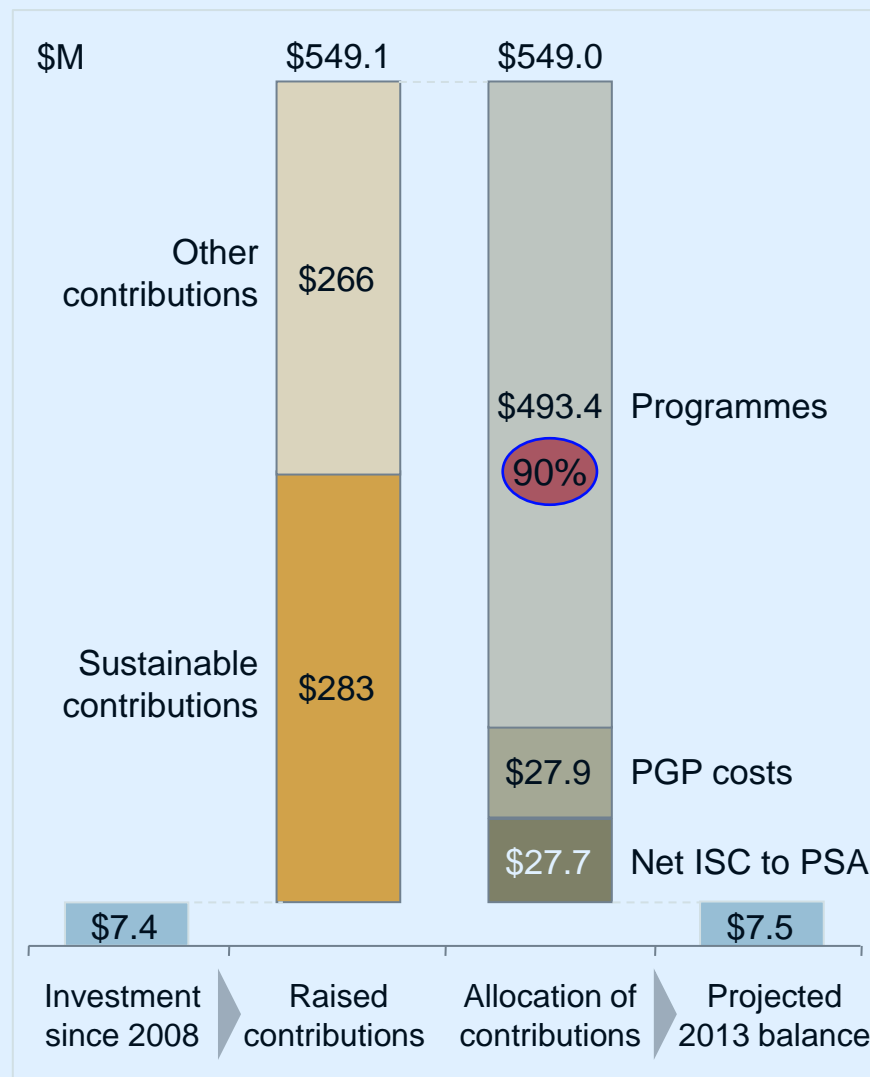 $M
$549.1
$549.0
Other
contributions
$266
$493.4
Programmes
90%
Sustainable
contributions
$283
$27.9
PGP costs
$27.7
Net ISC to PSA
$7.4
$7.5
Investment
since 2008
Raised
contributions
Allocation of
contributions
Projected
2013 balance